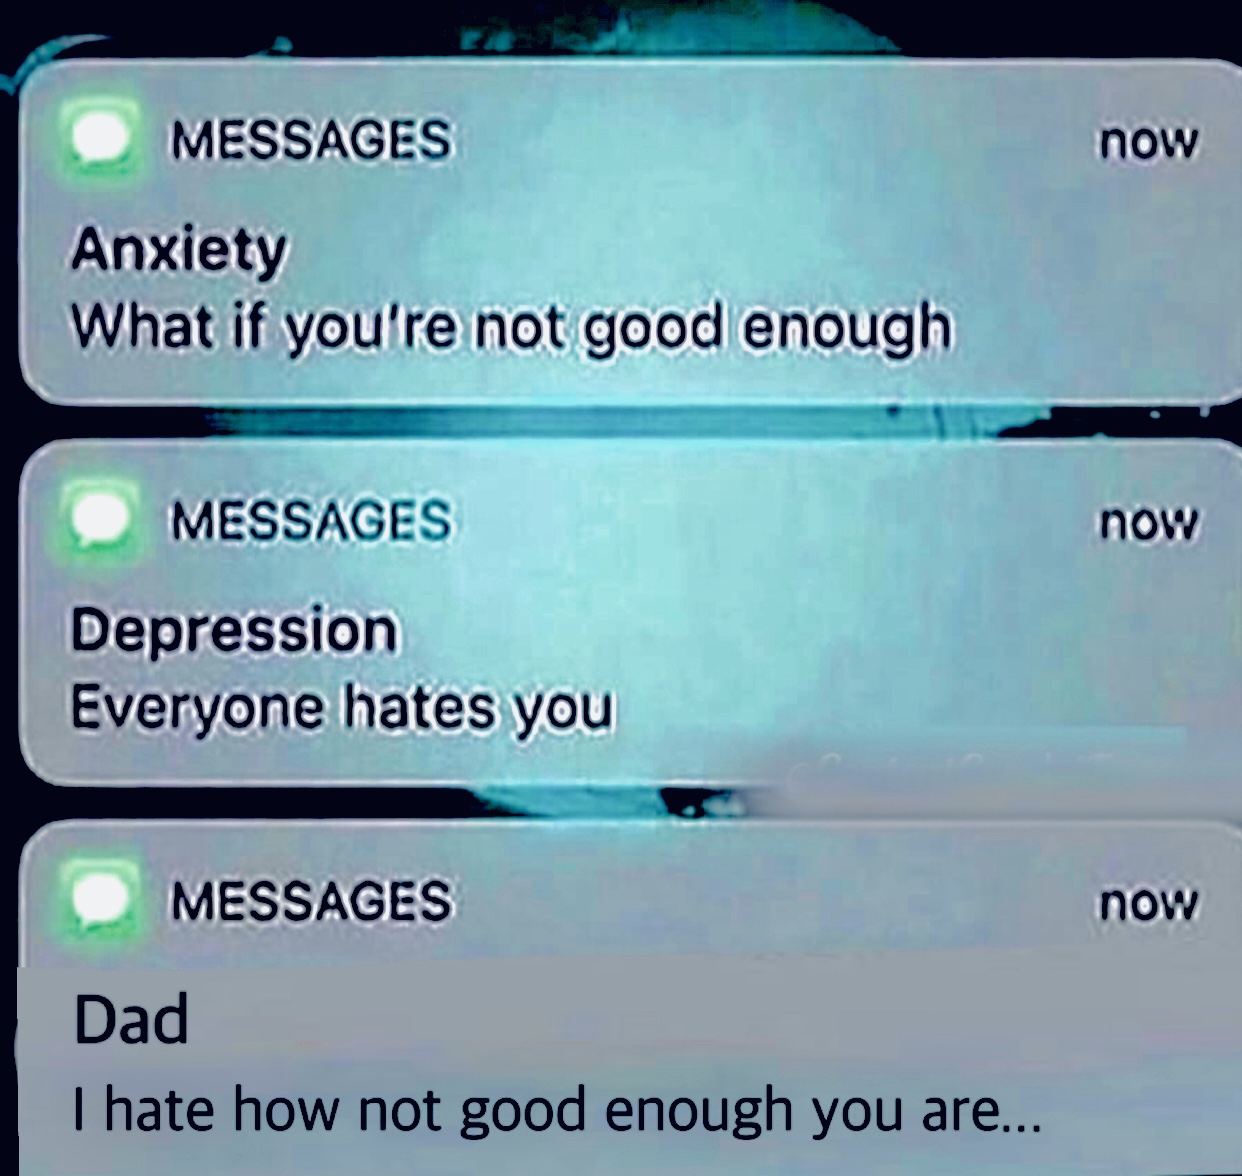 MESSAGES now
Anxiety
What if you're not good enough
MESSAGES now
Depression
Everyone hates you
MESSAGES now
Dad
I hate how not good enough you are...